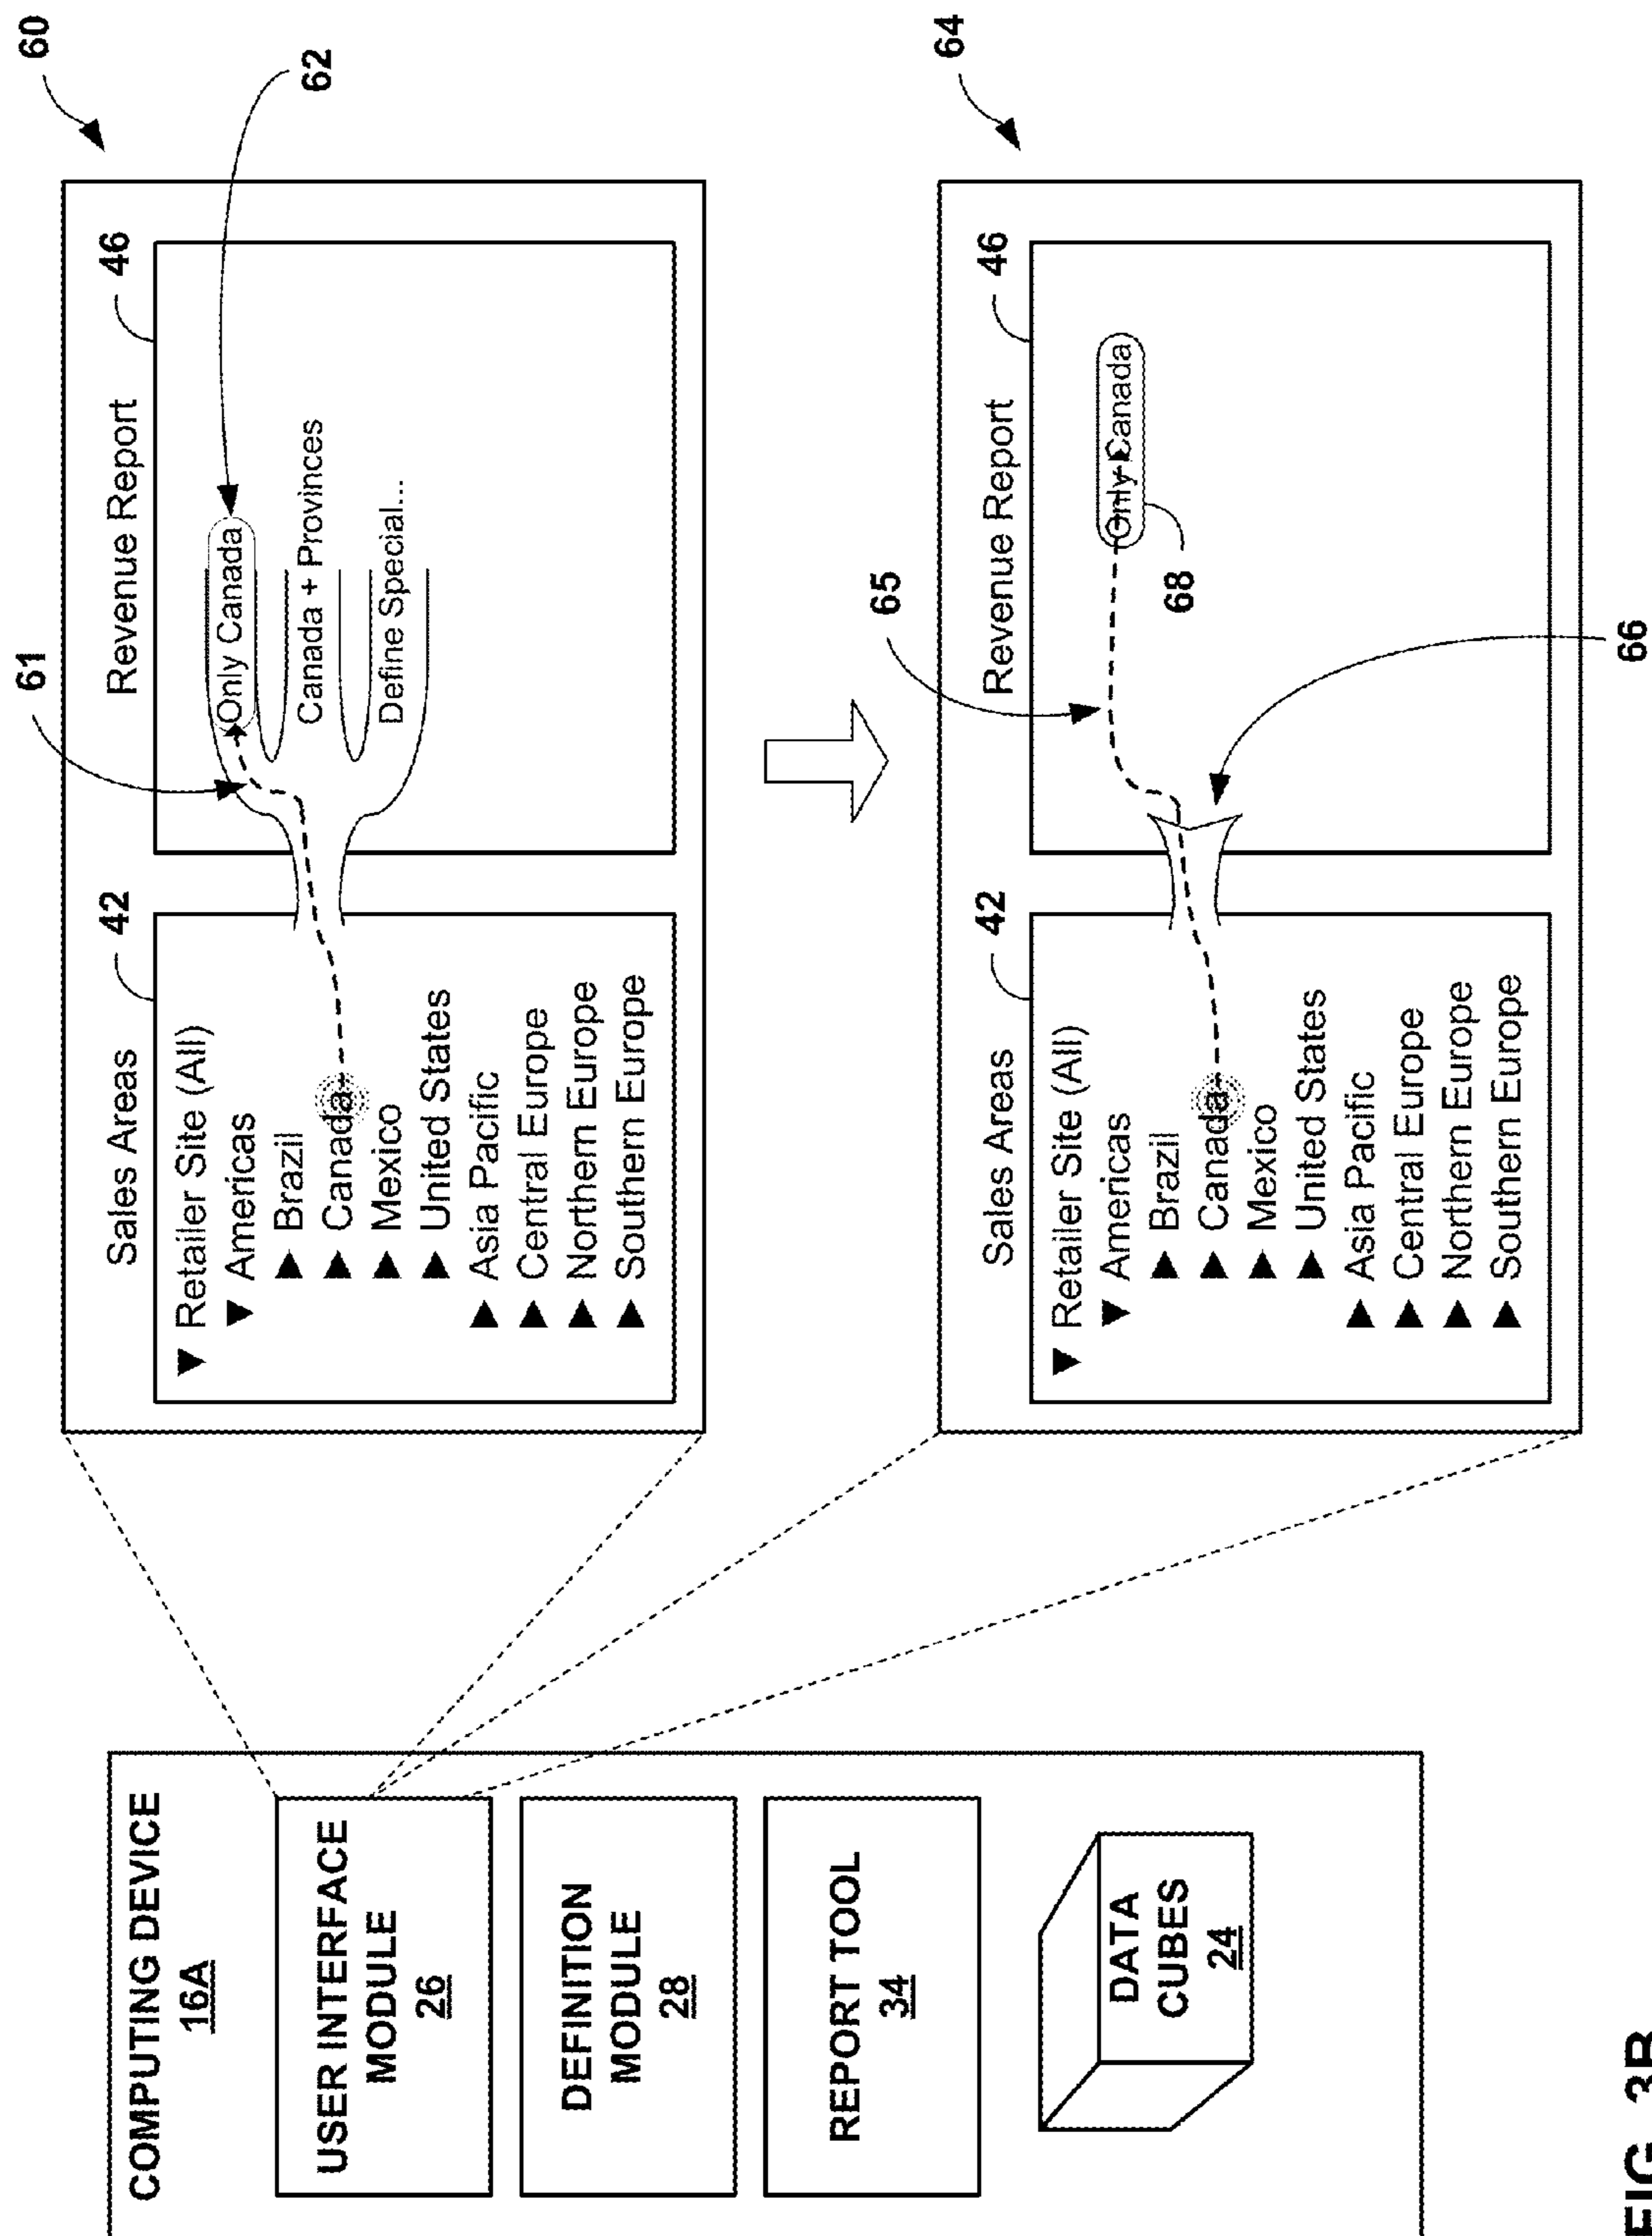 COMPUTING DEVICE
16A
USER INTERFACE
MODULE
26
DEFINITION
MODULE
28
REPORT TOOL
34
DATA
CUBES
24
60
61
62
Sales Areas
42
▼ Retailer Site (All)
▼ Americas
▶ Brazil
▶ Canada
▶ Mexico
▶ United States
▶ Asia Pacific
▶ Central Europe
▶ Northern Europe
▶ Southern Europe
Revenue Report
46
Only Canada
Canada + Provinces
Define Special...
64
65
Sales Areas
42
▼ Retailer Site (All)
▼ Americas
▶ Brazil
▶ Canada
▶ Mexico
▶ United States
▶ Asia Pacific
▶ Central Europe
▶ Northern Europe
▶ Southern Europe
Revenue Report
46
Only Canada
68
66
FIG. 3B